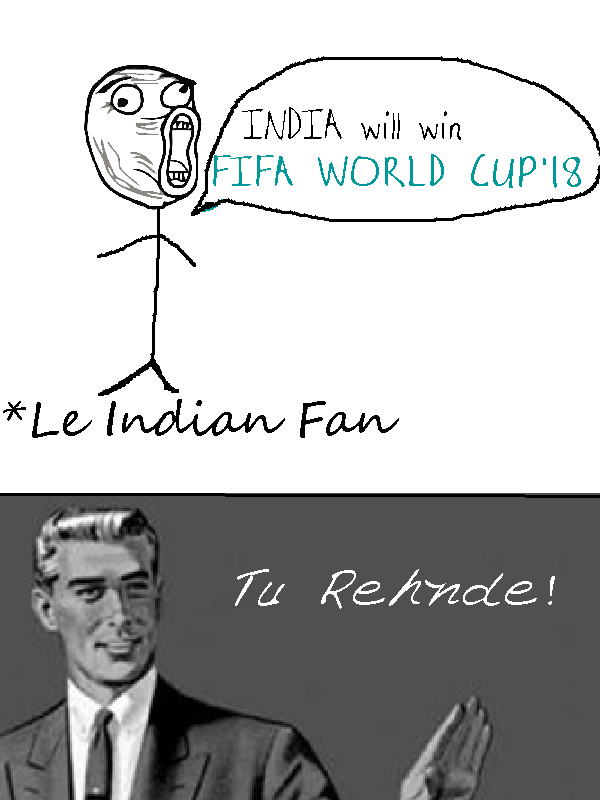 INDIA will win
FIFA WORLD CUP'18
*Le Indian Fan
Tu Rehnde!